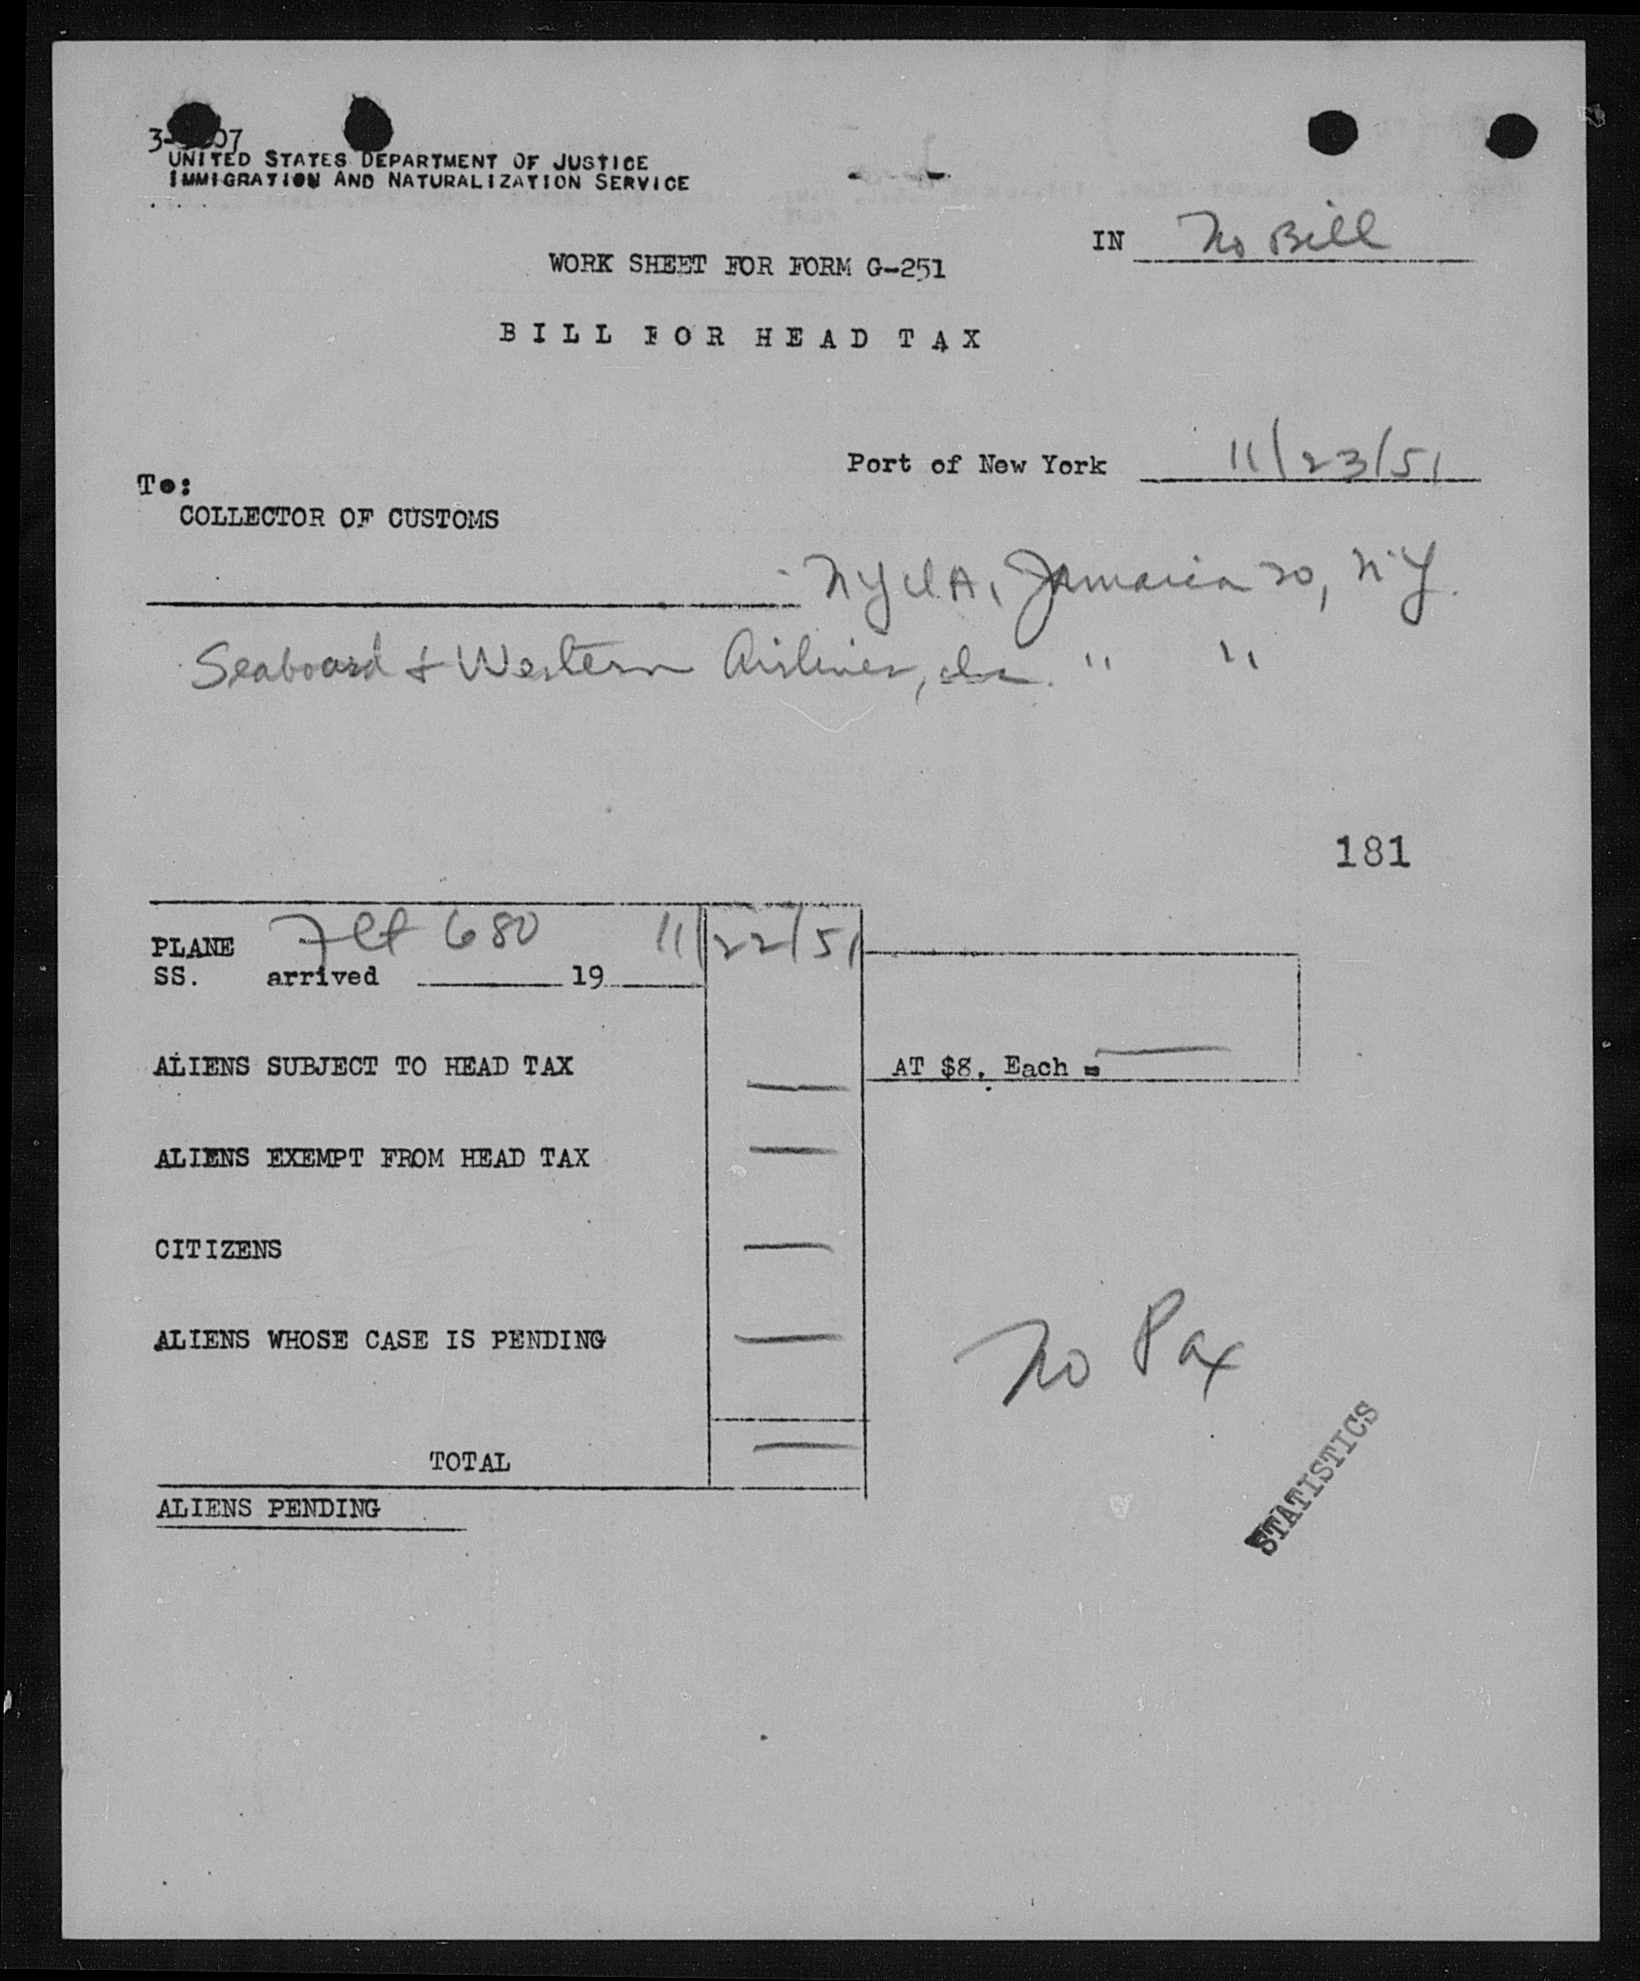 UNITED STATES DEPARTMENT OF JUSTICE
IMMIGRATION AND NATURALIZATION SERVICE
IN No Bill
WORK SHEET FOR FORM G-251
BILL FOR HEAD TAX
Port of New York 11/23/51
To:
COLLECTOR OF CUSTOMS
Jamaica 20, NY.
Seaboard & Western Airlines, Inc. " "
181
PLANE Flt 680 11/22/51
SS. arrived 19
ALIENS SUBJECT TO HEAD TAX — AT $8. Each = —
ALIENS EXEMPT FROM HEAD TAX —
CITIZENS —
ALIENS WHOSE CASE IS PENDING —
No Pax
STATISTICS
TOTAL —
ALIENS PENDING